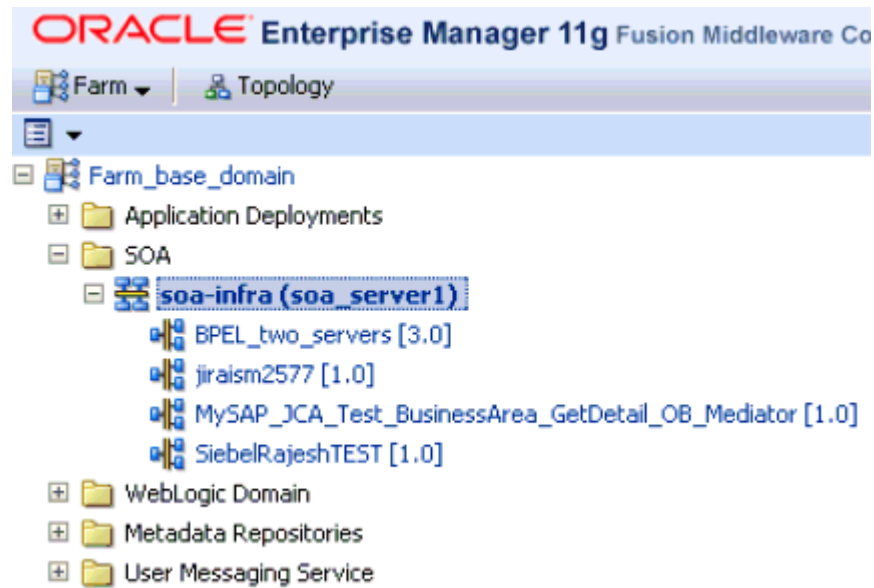 ORACLE Enterprise Manager 11g Fusion Middleware Co
Farm Topology
Farm_base_domain
Application Deployments
SOA
soa-infra (soa_server1)
BPEL_two_servers [3.0]
jiraism2577 [1.0]
MySAP_JCA_Test_BusinessArea_GetDetail_OB_Mediator [1.0]
SiebelRajeshTEST [1.0]
WebLogic Domain
Metadata Repositories
User Messaging Service